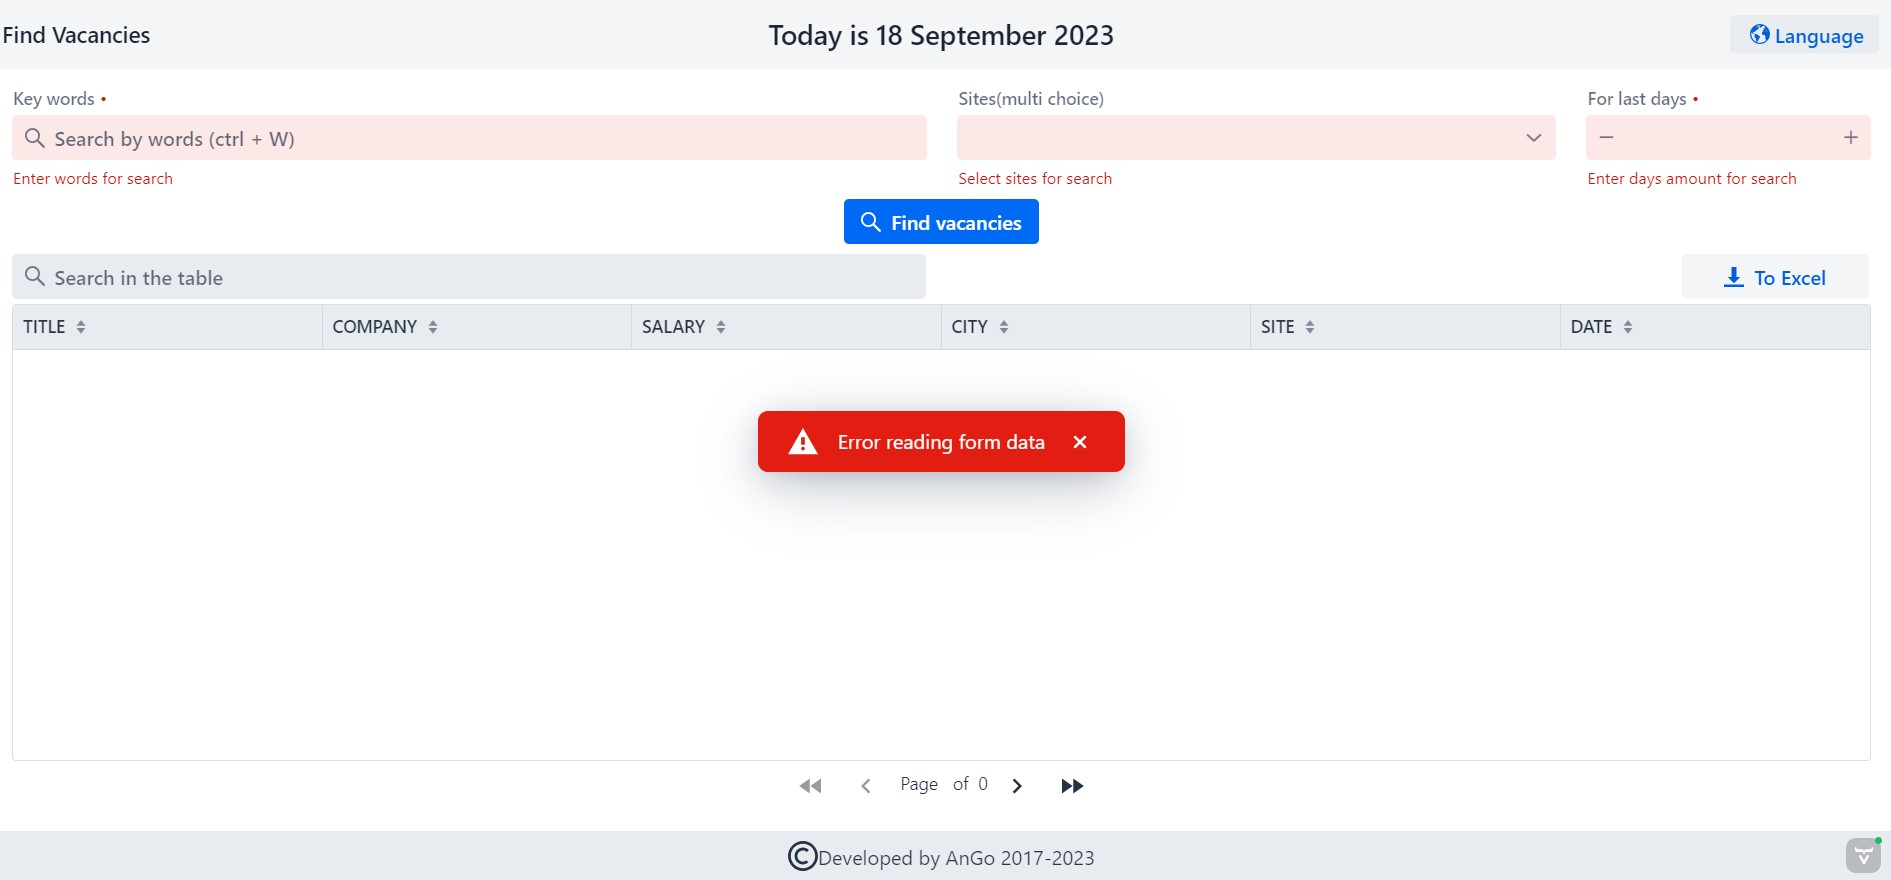 Find Vacancies
Today is 18 September 2023
Language
Key words •
Sites(multi choice)
For last days •
Search by words (ctrl + W)
Enter words for search
Select sites for search
Enter days amount for search
Find vacancies
Search in the table
To Excel
TITLE COMPANY SALARY CITY SITE DATE
Error reading form data
Page of 0
©Developed by AnGo 2017-2023